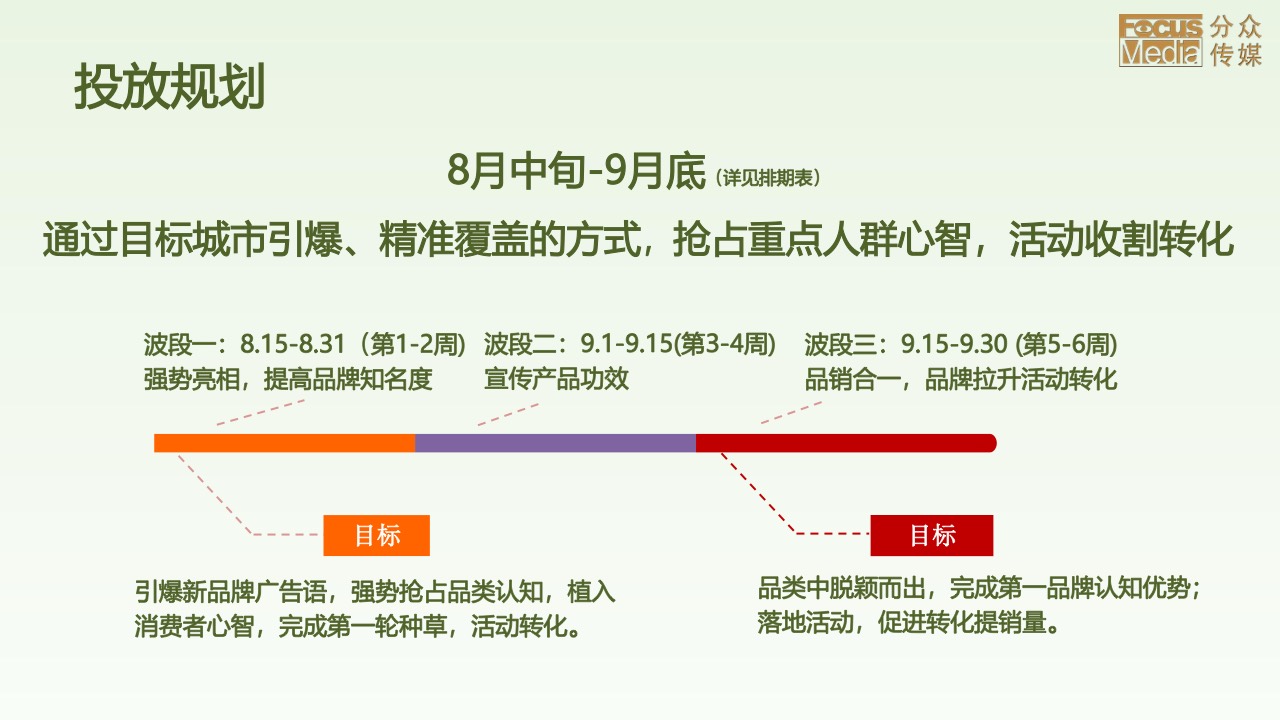 FOCUS Media 分众传媒
投放规划
8月中旬-9月底（详见排期表）
通过目标城市引爆、精准覆盖的方式，抢占重点人群心智，活动收割转化
波段一：8.15-8.31（第1-2周)
强势亮相，提高品牌知名度
波段二：9.1-9.15(第3-4周)
宣传产品功效
波段三：9.15-9.30 (第5-6周)
品销合一，品牌拉升活动转化
目标
引爆新品牌广告语，强势抢占品类认知，植入
消费者心智，完成第一轮种草，活动转化。
目标
品类中脱颖而出，完成第一品牌认知优势；
落地活动，促进转化提销量。